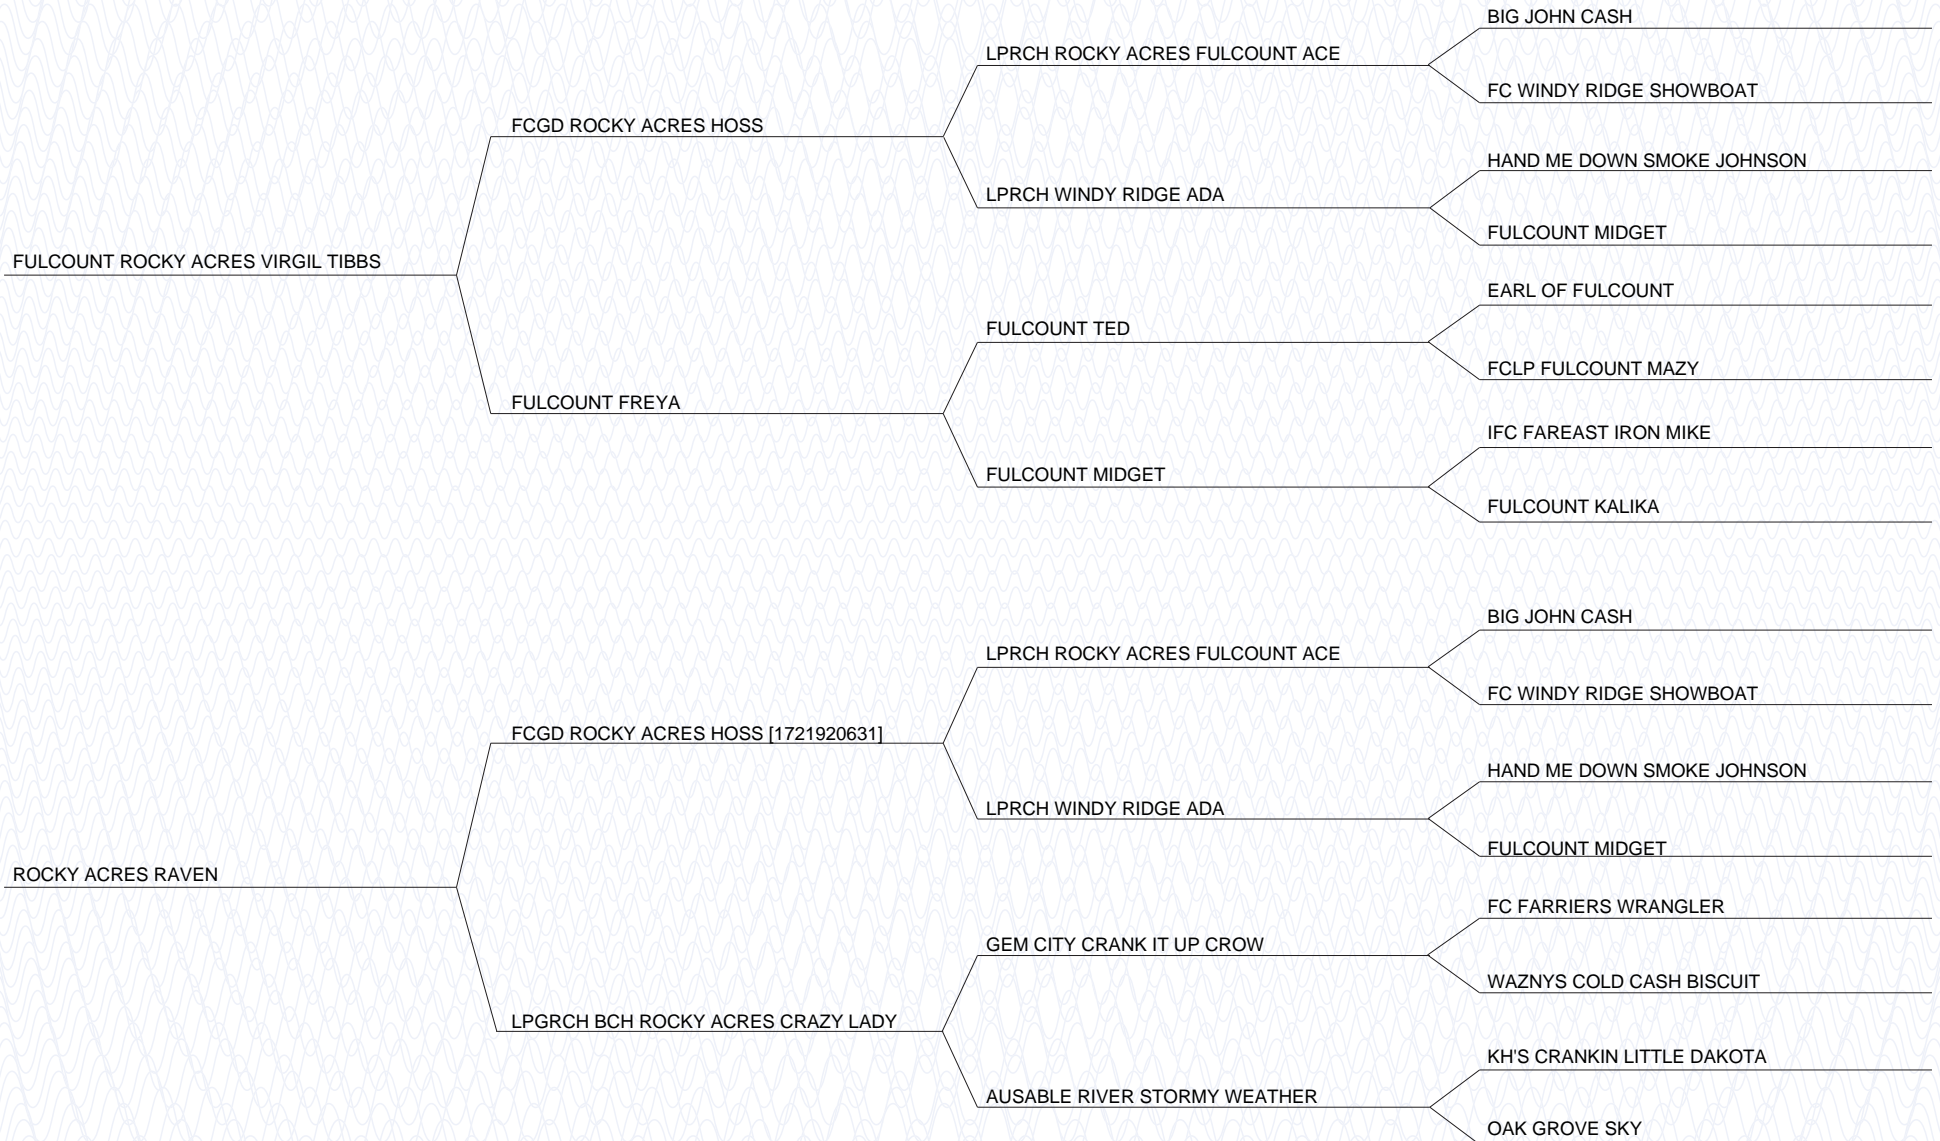 BIG JOHN CASH
LPRCH ROCKY ACRES FULCOUNT ACE
FC WINDY RIDGE SHOWBOAT
FCGD ROCKY ACRES HOSS
HAND ME DOWN SMOKE JOHNSON
LPRCH WINDY RIDGE ADA
FULCOUNT MIDGET
FULCOUNT ROCKY ACRES VIRGIL TIBBS
EARL OF FULCOUNT
FULCOUNT TED
FCLP FULCOUNT MAZY
FULCOUNT FREYA
IFC FAREAST IRON MIKE
FULCOUNT MIDGET
FULCOUNT KALIKA
BIG JOHN CASH
LPRCH ROCKY ACRES FULCOUNT ACE
FC WINDY RIDGE SHOWBOAT
FCGD ROCKY ACRES HOSS [1721920631]
HAND ME DOWN SMOKE JOHNSON
LPRCH WINDY RIDGE ADA
FULCOUNT MIDGET
ROCKY ACRES RAVEN
FC FARRIERS WRANGLER
GEM CITY CRANK IT UP CROW
WAZNYS COLD CASH BISCUIT
LPGRCH BCH ROCKY ACRES CRAZY LADY
KH'S CRANKIN LITTLE DAKOTA
AUSABLE RIVER STORMY WEATHER
OAK GROVE SKY